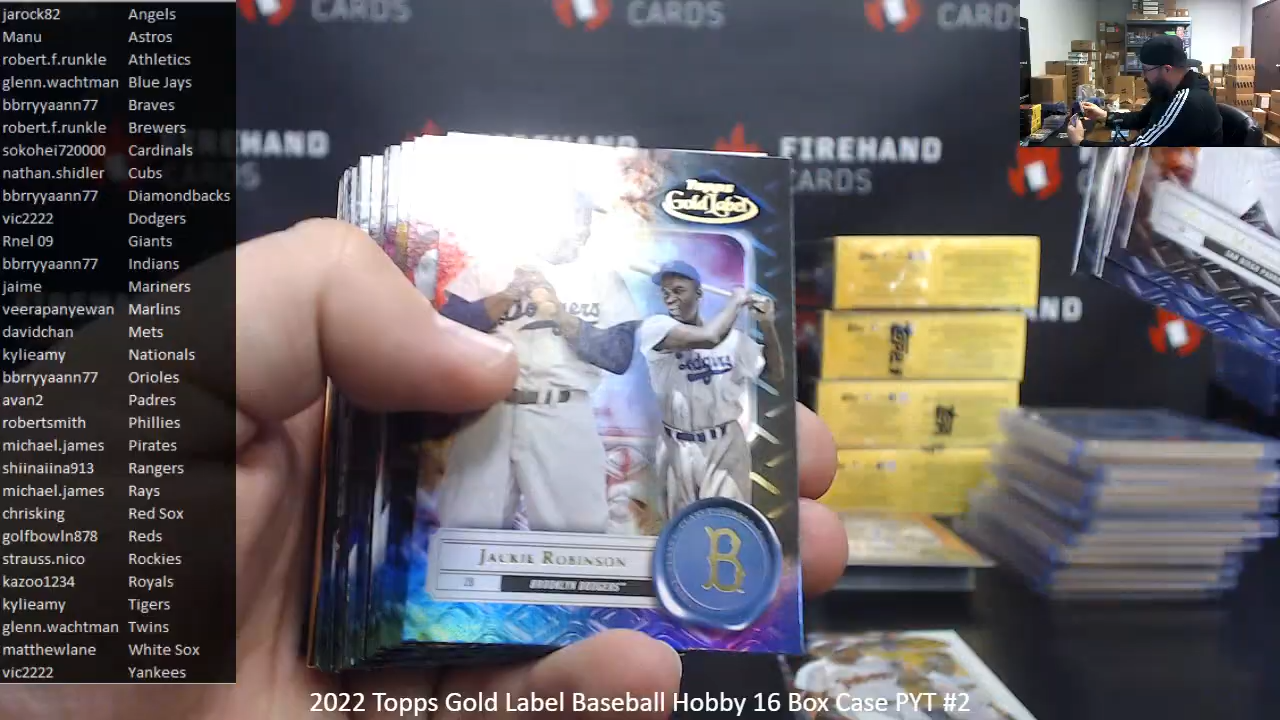 jarock82 Angels
Manu Astros
robert.f.runkle Athletics
glenn.wachtman Blue Jays
bbrryyaann77 Braves
robert.f.runkle Brewers
sokohei720000 Cardinals
nathan.shidler Cubs
bbrryyaann77 Diamondbacks
vic2222 Dodgers
Rnel 09 Giants
bbrryyaann77 Indians
jaime Mariners
veerapanyewan Marlins
davidchan Mets
kylieamy Nationals
bbrryyaann77 Orioles
avan2 Padres
robertsmith Phillies
michael.james Pirates
shiinaiina913 Rangers
michael.james Rays
chrisking Red Sox
golfbowln878 Reds
strauss.nico Rockies
kazoo1234 Royals
kylieamy Tigers
glenn.wachtman Twins
matthewlane White Sox
vic2222 Yankees
CARDS
CARDS
CARD
FIREHAND
CARDS
Topps
Gold Label
Dodgers
Dodgers
B
JACKIE ROBINSON
2B
BROOKLYN DODGERS™
SAN DIEGO
2022 Topps Gold Label Baseball Hobby 16 Box Case PYT #2